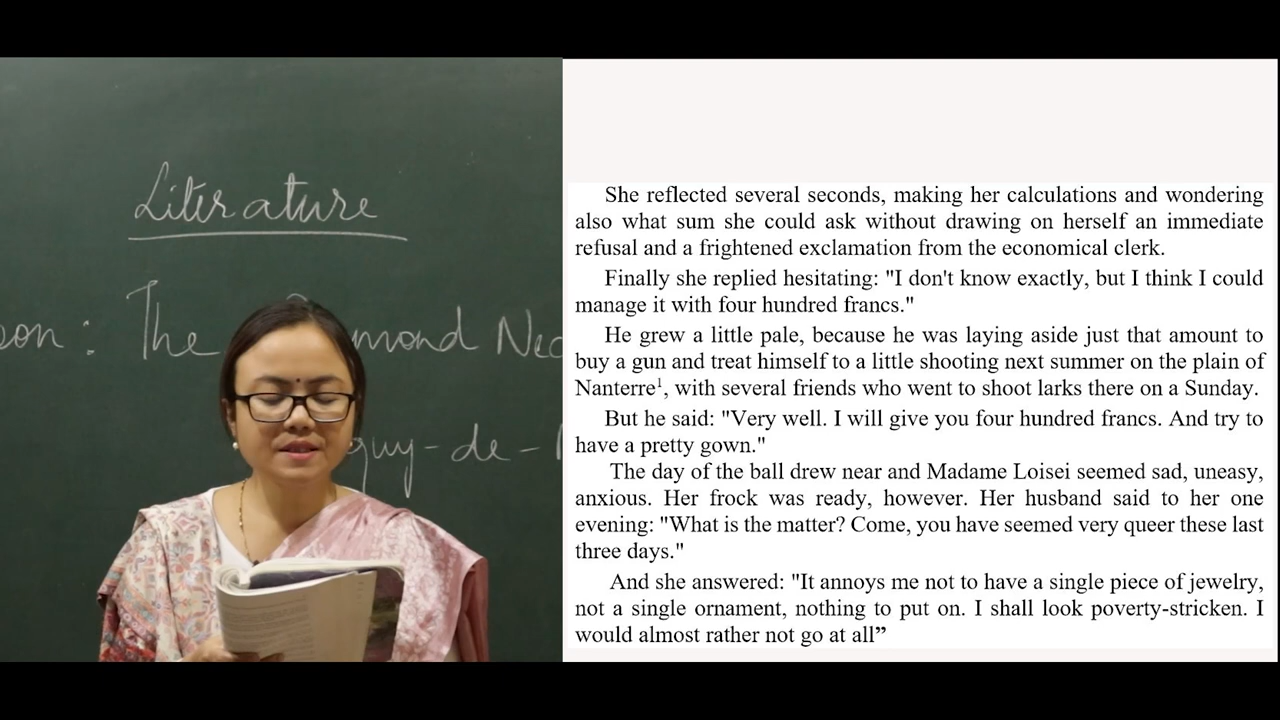 Literature
son : The mond Nec
guy-de-
She reflected several seconds, making her calculations and wondering
also what sum she could ask without drawing on herself an immediate
refusal and a frightened exclamation from the economical clerk.
Finally she replied hesitating: "I don't know exactly, but I think I could
manage it with four hundred francs."
He grew a little pale, because he was laying aside just that amount to
buy a gun and treat himself to a little shooting next summer on the plain of
Nanterre¹, with several friends who went to shoot larks there on a Sunday.
But he said: "Very well. I will give you four hundred francs. And try to
have a pretty gown."
The day of the ball drew near and Madame Loisei seemed sad, uneasy,
anxious. Her frock was ready, however. Her husband said to her one
evening: "What is the matter? Come, you have seemed very queer these last
three days."
And she answered: "It annoys me not to have a single piece of jewelry,
not a single ornament, nothing to put on. I shall look poverty-stricken. I
would almost rather not go at all”